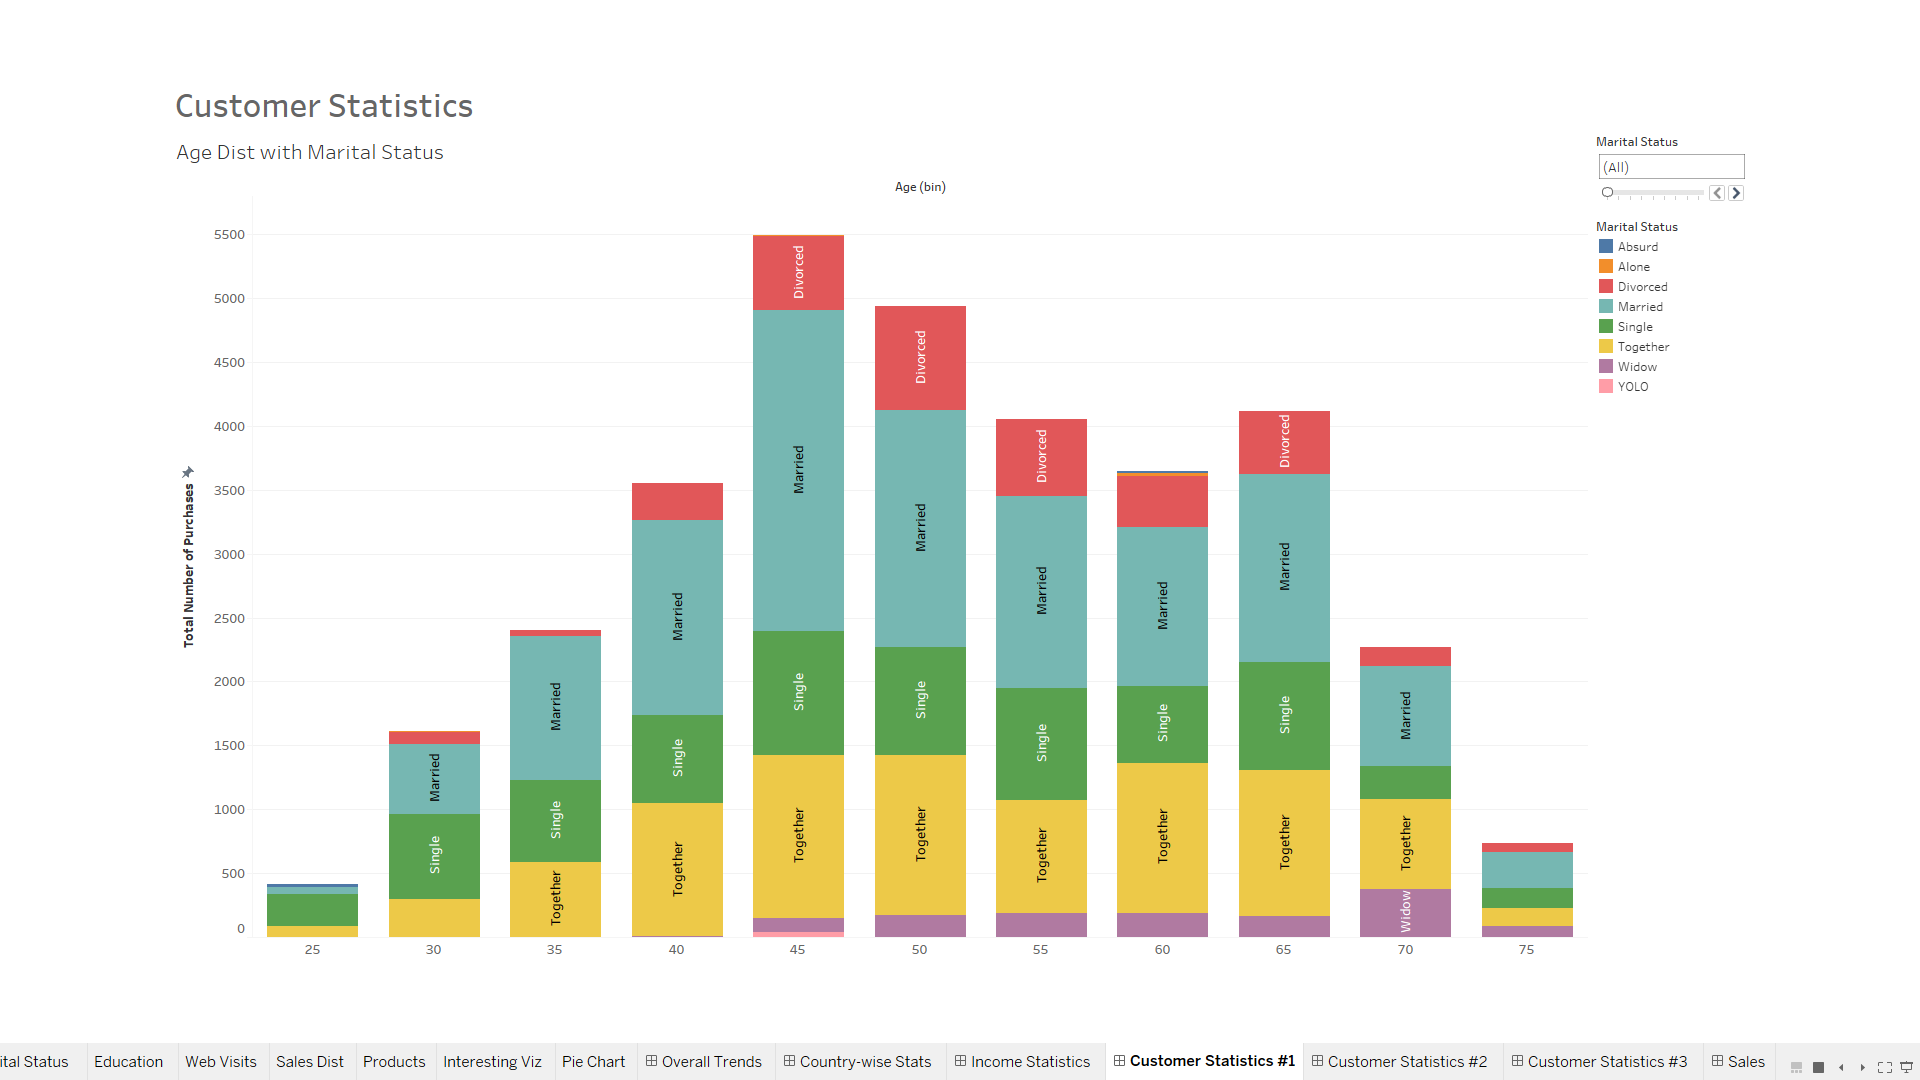 Customer Statistics
Age Dist with Marital Status
Age (bin)
Marital Status
(All)
Marital Status
Absurd
Alone
Divorced
Married
Single
Together
Widow
YOLO
Total Number of Purchases
5500
5000
4500
4000
3500
3000
2500
2000
1500
1000
500
0
Married
Single
Married
Single
Together
Married
Single
Together
Divorced
Married
Single
Together
Divorced
Married
Single
Together
Divorced
Married
Single
Together
Married
Single
Together
Divorced
Married
Single
Together
Married
Together
Widow
25 30 35 40 45 50 55 60 65 70 75
ital Status Education Web Visits Sales Dist Products Interesting Viz Pie Chart Overall Trends Country-wise Stats Income Statistics Customer Statistics #1 Customer Statistics #2 Customer Statistics #3 Sales